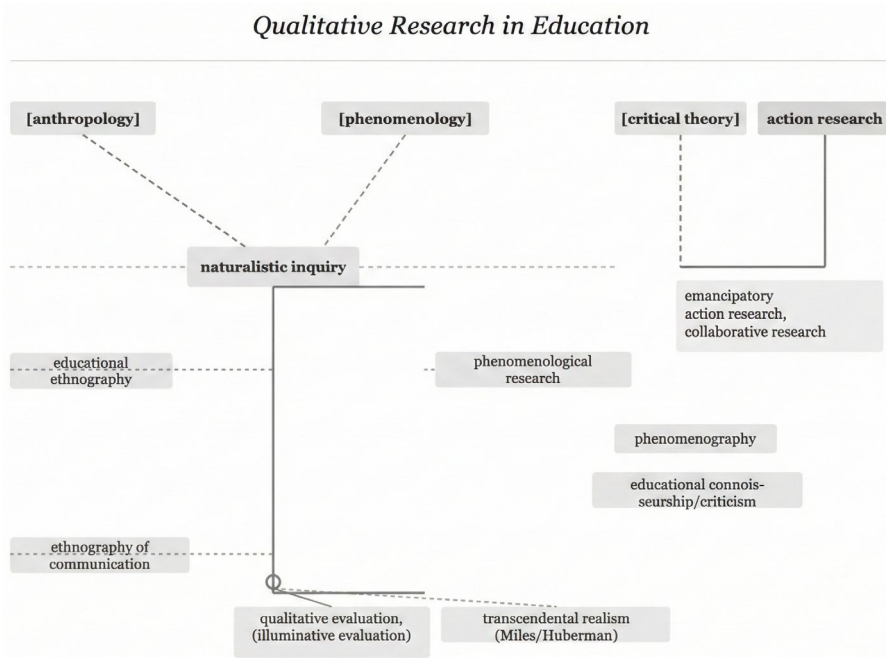 Qualitative Research in Education
[anthropology]
[phenomenology]
[critical theory]
action research
naturalistic inquiry
emancipatory
action research,
collaborative research
educational
ethnography
phenomenological
research
phenomenography
educational connois-
seurship/criticism
ethnography of
communication
qualitative evaluation,
(illuminative evaluation)
transcendental realism
(Miles/Huberman)